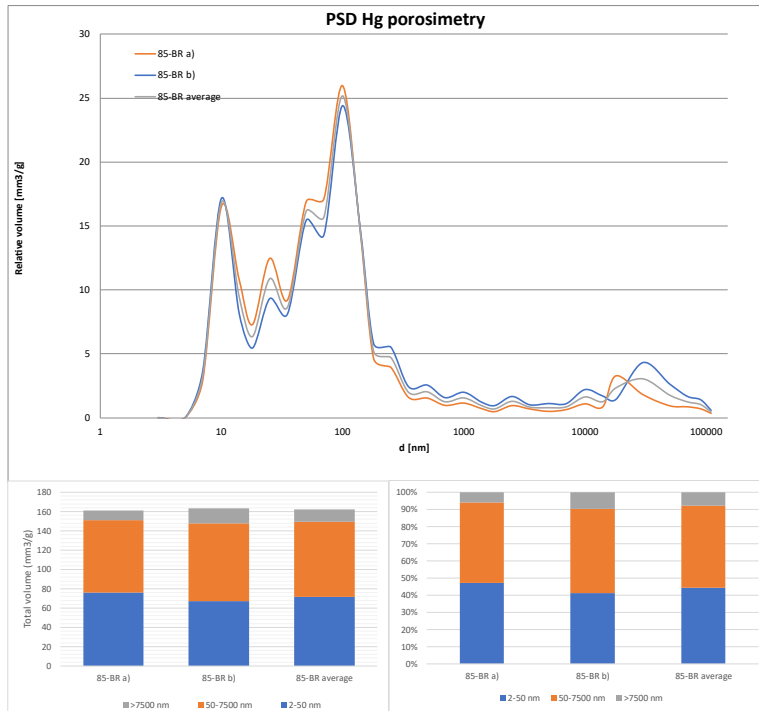 PSD Hg porosimetry
30
25
20
15
10
5
0
Relative volume [mm3/g]
85-BR a)
85-BR b)
85-BR average
1 10 100 1000 10000 100000
d [nm]
180
160
140
120
100
80
60
40
20
0
Total volume (mm3/g)
85-BR a) 85-BR b) 85-BR average
>7500 nm 50-7500 nm 2-50 nm
100%
90%
80%
70%
60%
50%
40%
30%
20%
10%
0%
85-BR a) 85-BR b) 85-BR average
2-50 nm 50-7500 nm >7500 nm